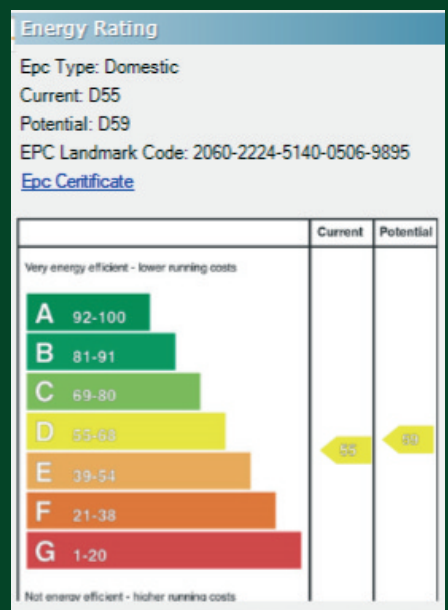 Energy Rating
Epc Type: Domestic
Current: D55
Potential: D59
EPC Landmark Code: 2060-2224-5140-0506-9895
Epc Ceritificate
Current Potential
Very energy efficient - lower running costs
A 92-100
B 81-91
C 69-80
D 55-68
55 59
E 39-54
F 21-38
G 1-20
Not energy efficient - higher running costs